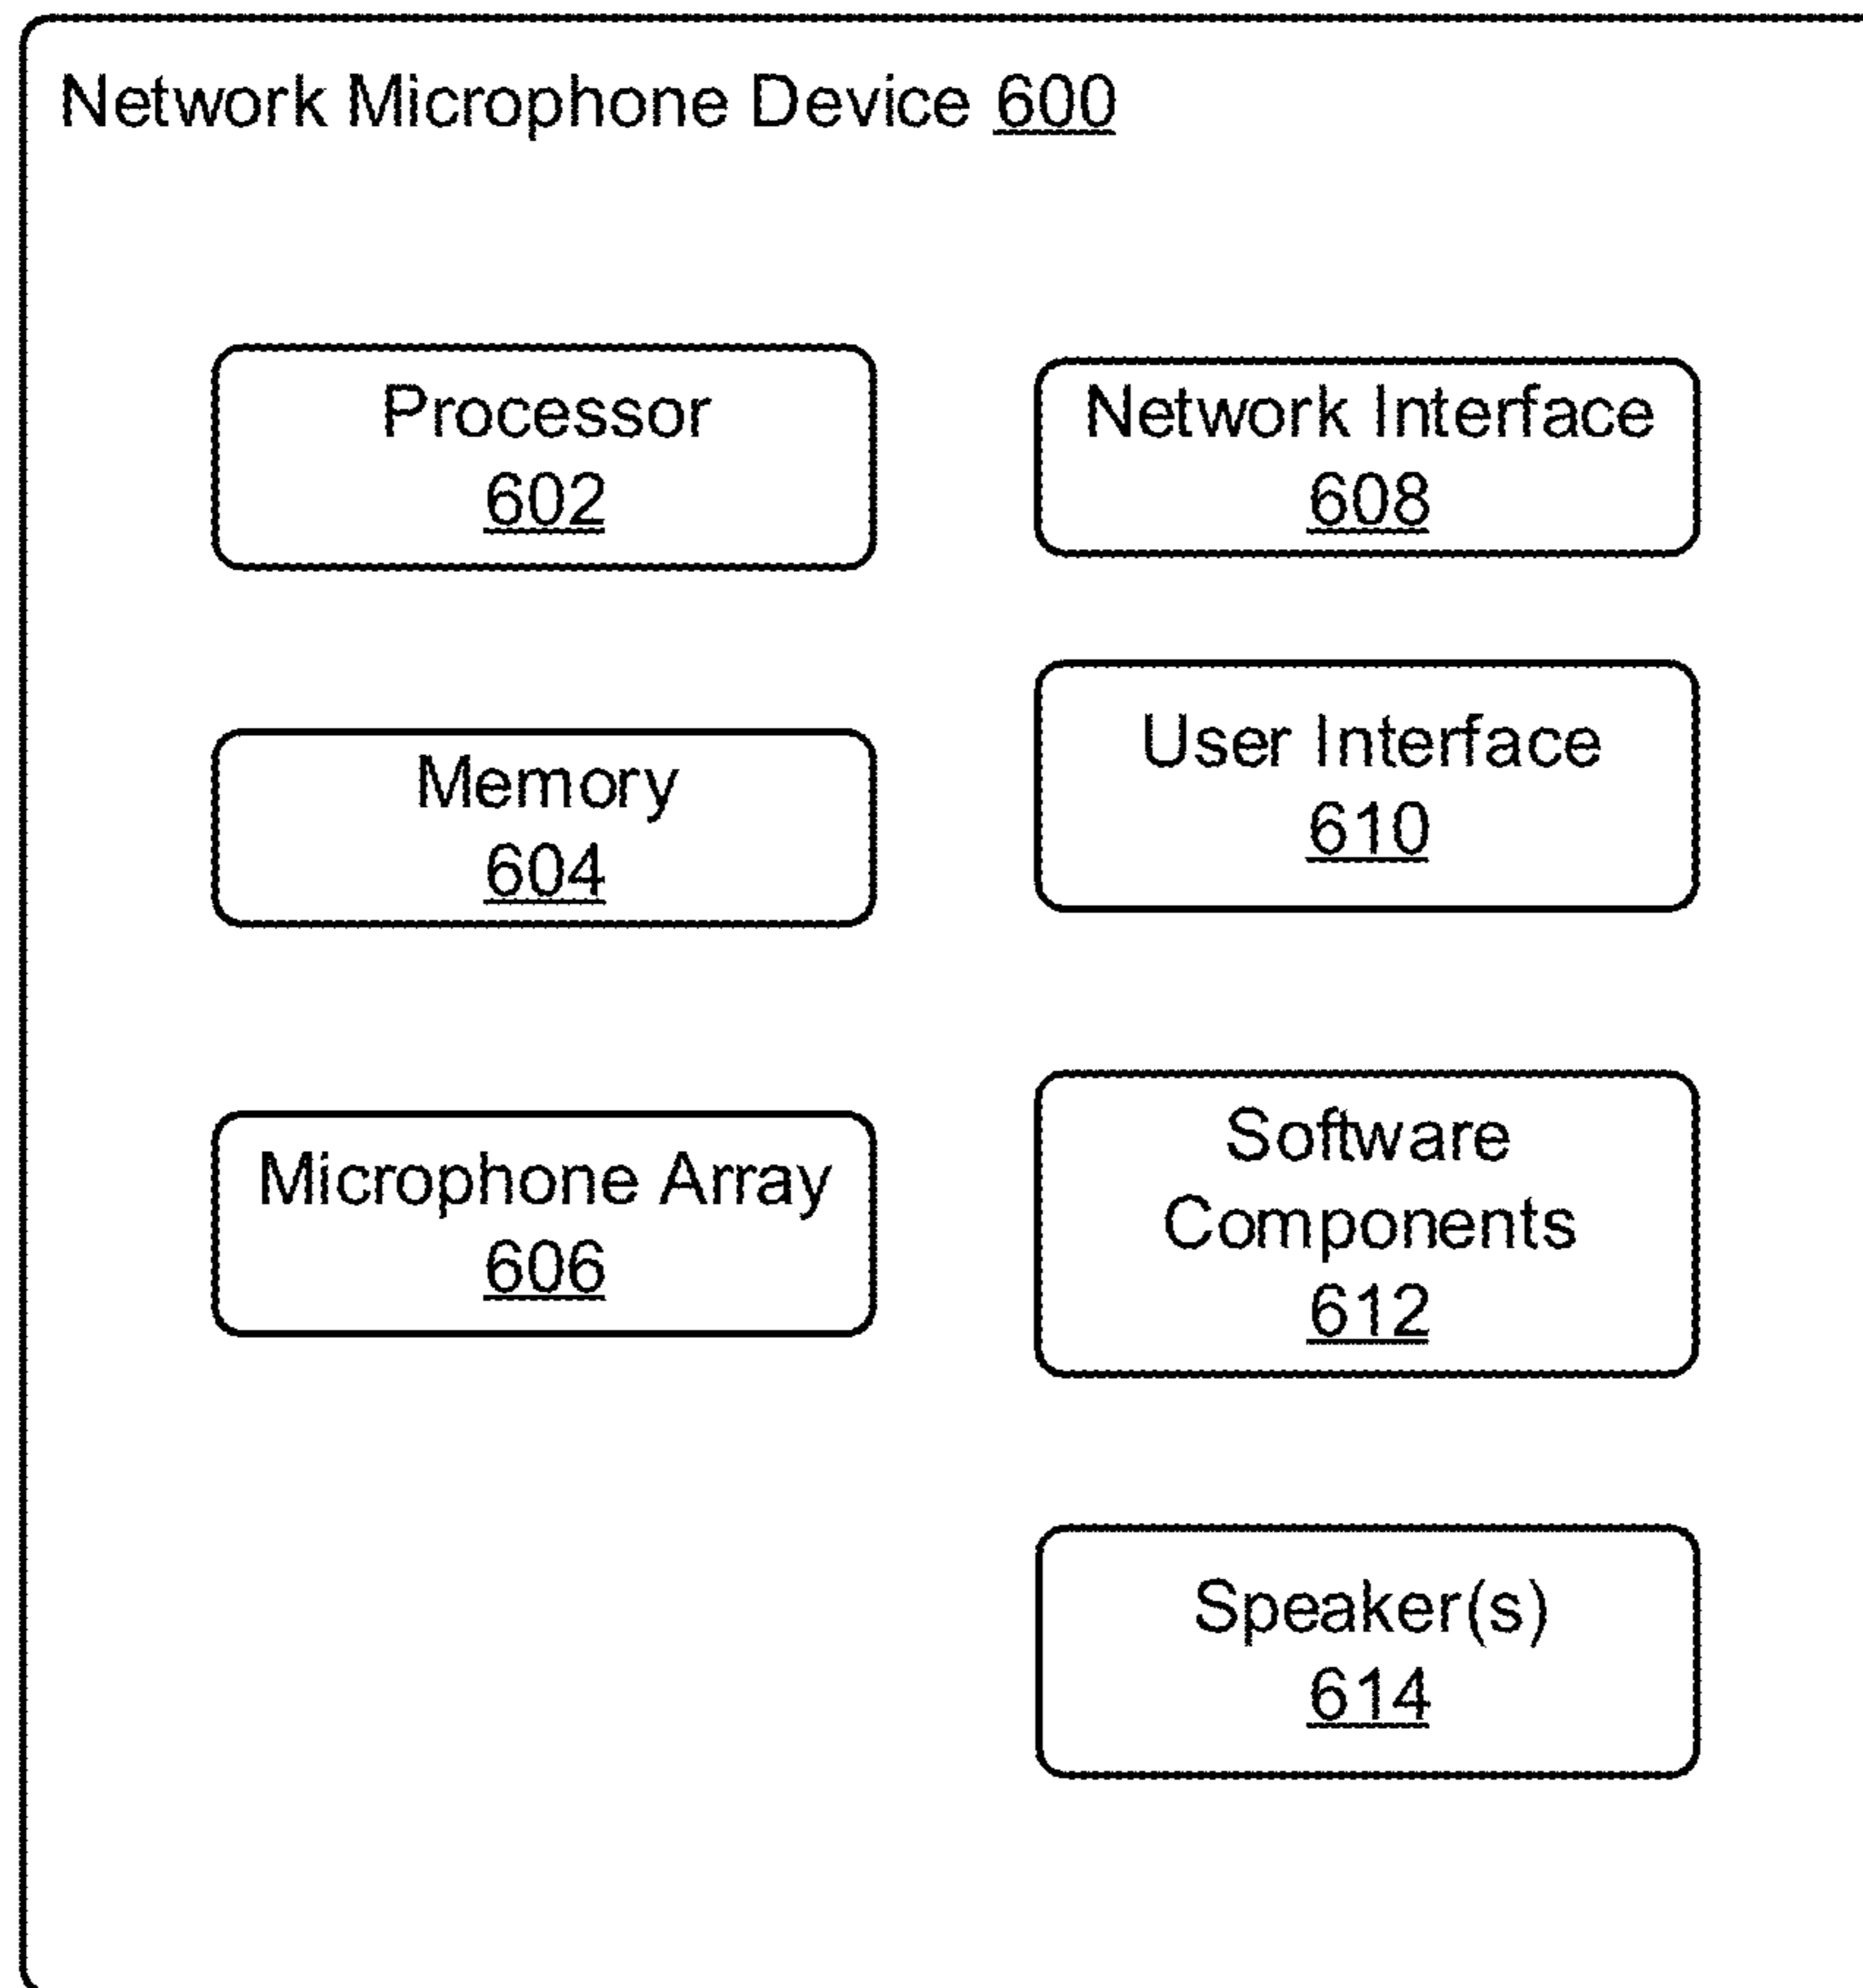 Network Microphone Device 600
Processor
602
Memory
604
Microphone Array
606
Network Interface
608
User Interface
610
Software
Components
612
Speaker(s)
614